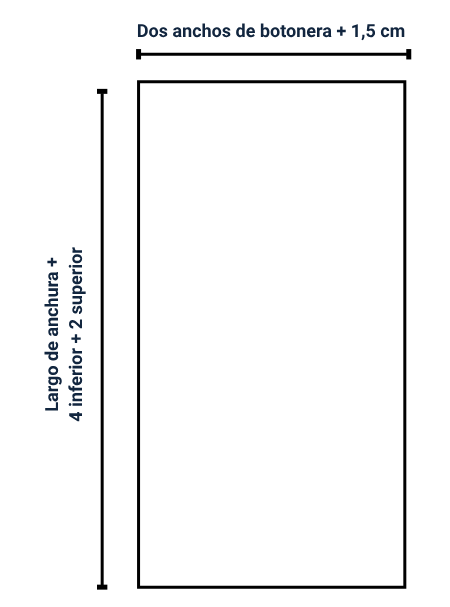 Dos anchos de botonera + 1,5 cm
Largo de anchura +
4 inferior + 2 superior